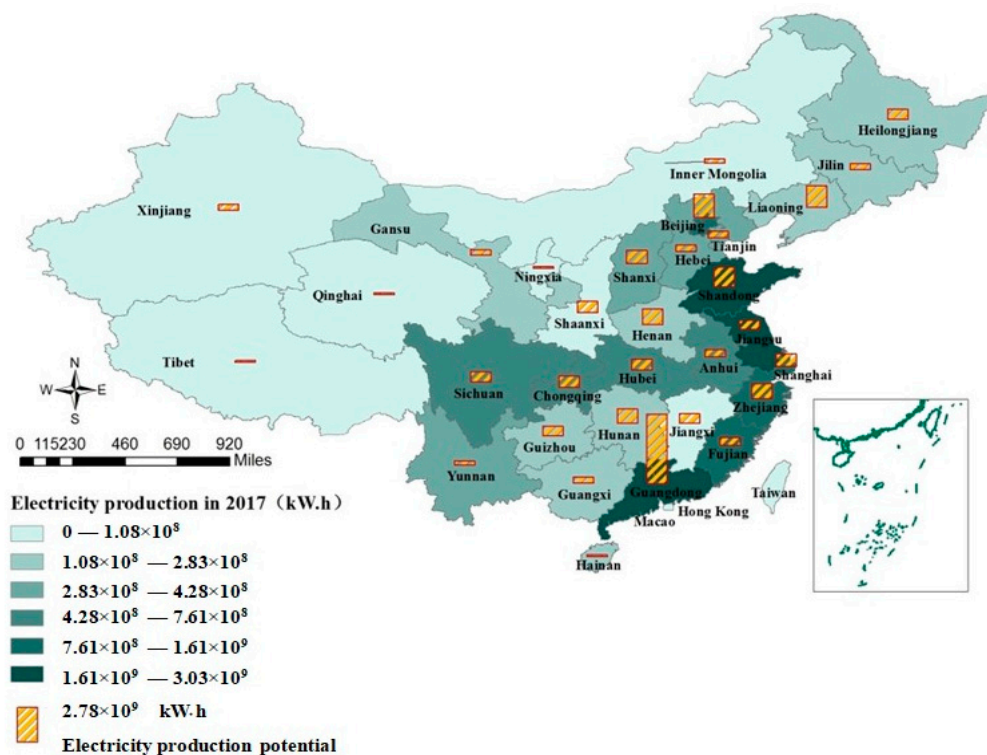 Heilongjiang
Jilin
Inner Mongolia
Liaoning
Xinjiang
Gansu
Beijing
Tianjin
Hebei
Shanxi
Ningxia
Qinghai
Shandong
Shaanxi
Henan
Jiangsu
Tibet
Anhui
Shanghai
Hubei
Sichuan
Chongqing
Zhejiang
N
W E
S
Hunan
Jiangxi
Guizhou
Fujian
0 115230 460 690 920
Miles
Yunnan
Guangxi
Guangdong
Taiwan
Hong Kong
Macao
Hainan
Electricity production in 2017（kW.h）
0 — 1.08×10⁸
1.08×10⁸ — 2.83×10⁸
2.83×10⁸ — 4.28×10⁸
4.28×10⁸ — 7.61×10⁸
7.61×10⁸ — 1.61×10⁹
1.61×10⁹ — 3.03×10⁹
2.78×10⁹ kW·h
Electricity production potential